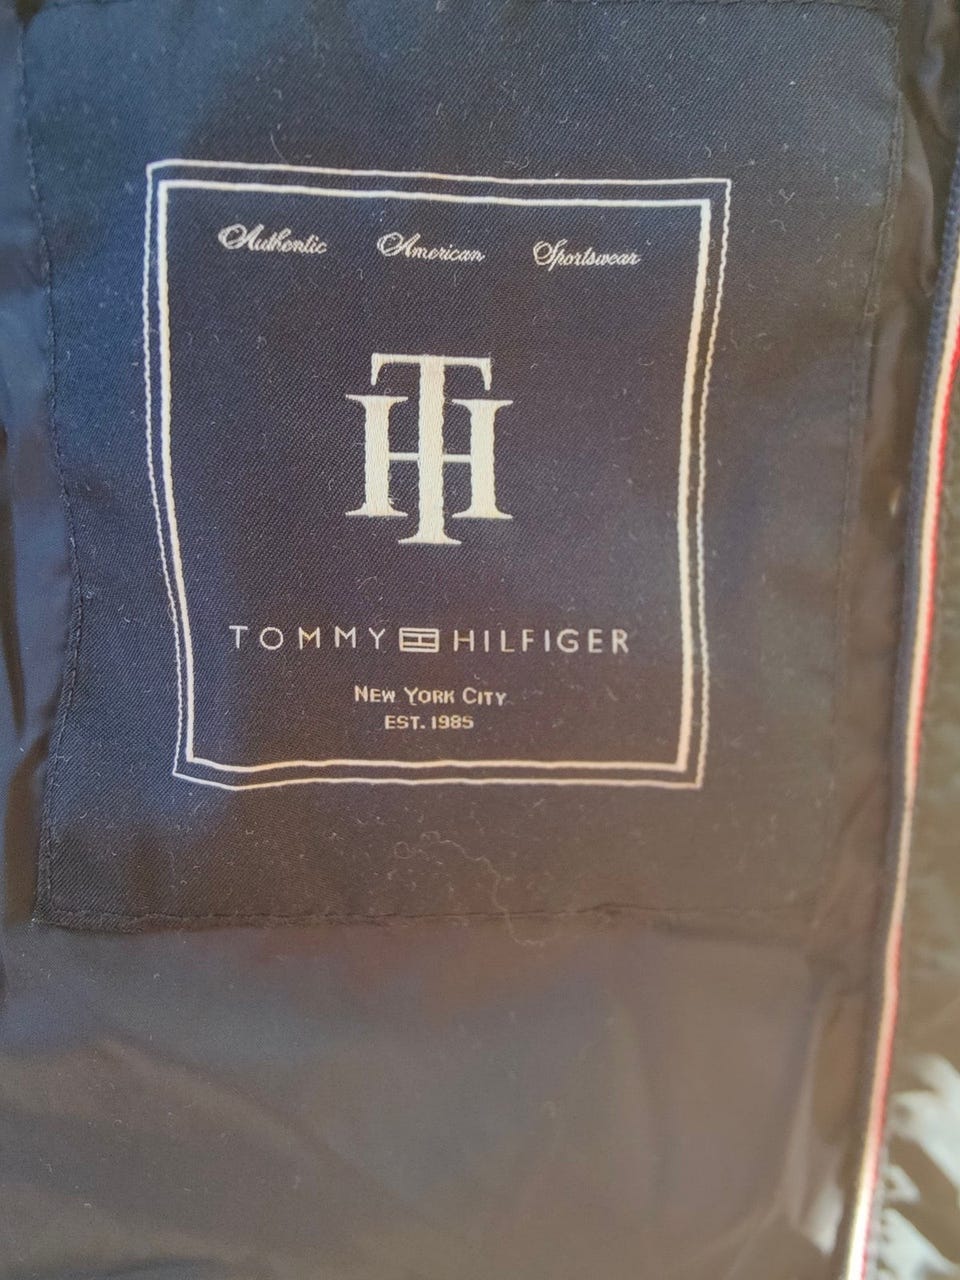 Authentic American Sportswear
TH
TOMMY HILFIGER
NEW YORK CITY
EST. 1985